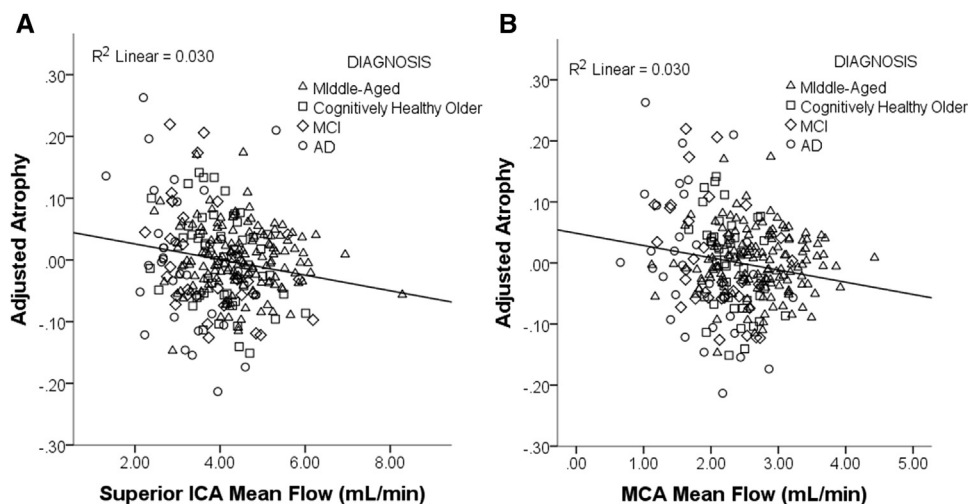 A
R² Linear = 0.030
DIAGNOSIS
MIddle-Aged
Cognitively Healthy Older
MCI
AD
Adjusted Atrophy
.30
.20
.10
.00
-.10
-.20
-.30
2.00 4.00 6.00 8.00
Superior ICA Mean Flow (mL/min)
B
R² Linear = 0.030
DIAGNOSIS
MIddle-Aged
Cognitively Healthy Older
MCI
AD
Adjusted Atrophy
.30
.20
.10
.00
-.10
-.20
-.30
.00 1.00 2.00 3.00 4.00 5.00
MCA Mean Flow (mL/min)